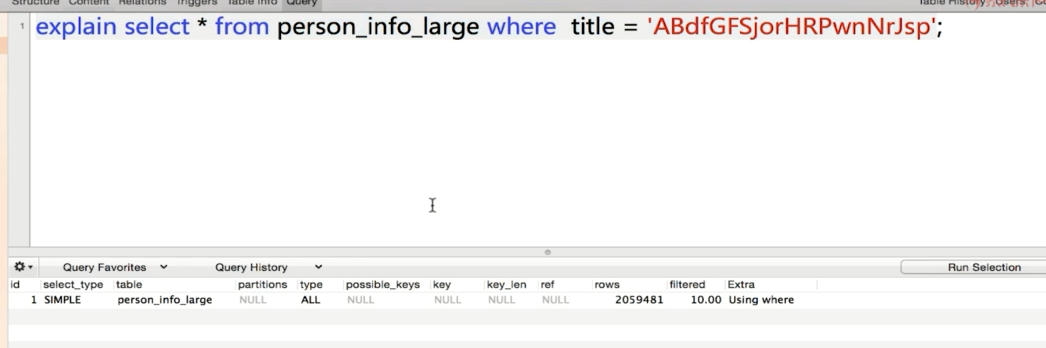 Structure Content Relations Triggers Table Info Query Table History Users
1 explain select * from person_info_large where title = 'ABdfGFSjorHRPwnNrJsp';
Query Favorites Query History Run Selection
id select_type table partitions type possible_keys key key_len ref rows filtered Extra
1 SIMPLE person_info_large NULL ALL NULL NULL NULL NULL 2059481 10.00 Using where